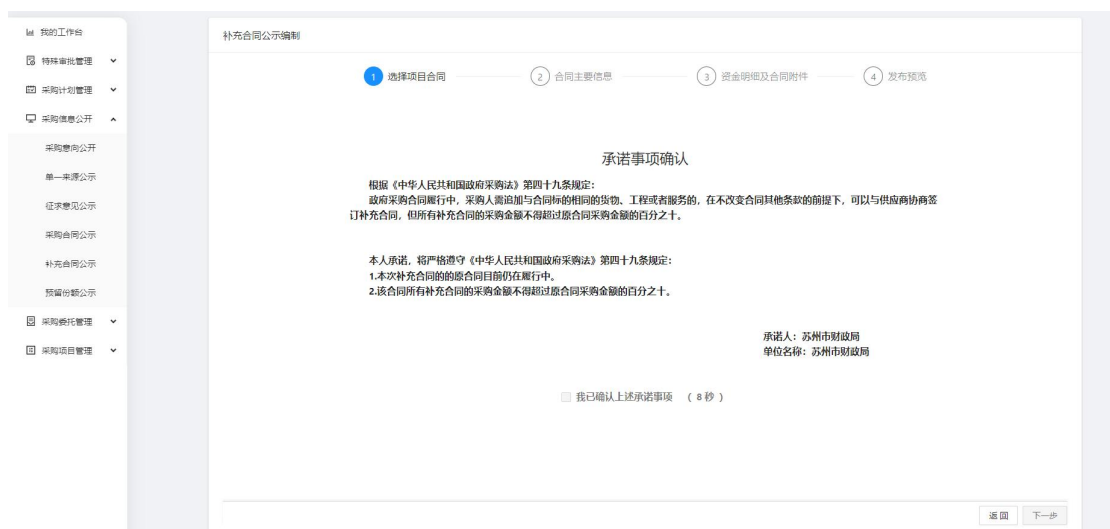 我的工作台
特殊审批管理
采购计划管理
采购信息公开
采购意向公开
单一来源公示
征求意见公示
采购合同公示
补充合同公示
预留份额公示
采购委托管理
采购项目管理
补充合同公示编制
1 选择项目合同 2 合同主要信息 3 资金明细及合同附件 4 发布预览
承诺事项确认
根据《中华人民共和国政府采购法》第四十九条规定：
政府采购合同履行中，采购人需追加与合同标的相同的货物、工程或者服务的，在不改变合同其他条款的前提下，可以与供应商协商签
订补充合同，但所有补充合同的采购金额不得超过原合同采购金额的百分之十。
本人承诺，将严格遵守《中华人民共和国政府采购法》第四十九条规定：
1.本次补充合同的的原合同目前仍在履行中。
2.该合同所有补充合同的采购金额不得超过原合同采购金额的百分之十。
承诺人：苏州市财政局
单位名称：苏州市财政局
我已确认上述承诺事项 （8秒）
返回 下一步